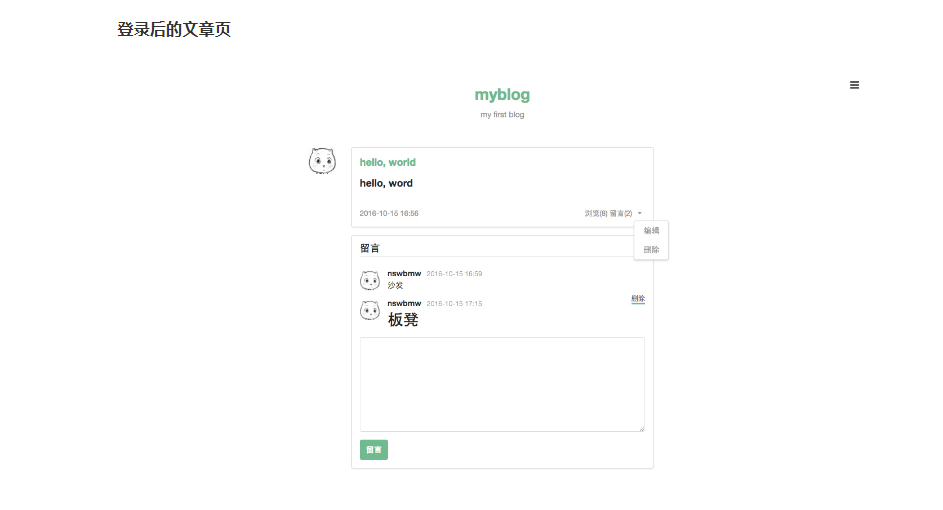 登录后的文章页
myblog
my first blog
hello, world
hello, word
2016-10-15 16:56 浏览(8) 留言(2)
编辑
删除
留言
nswbmw 2016-10-15 16:59
沙发
删除
nswbmw 2016-10-15 17:15
板凳
留言